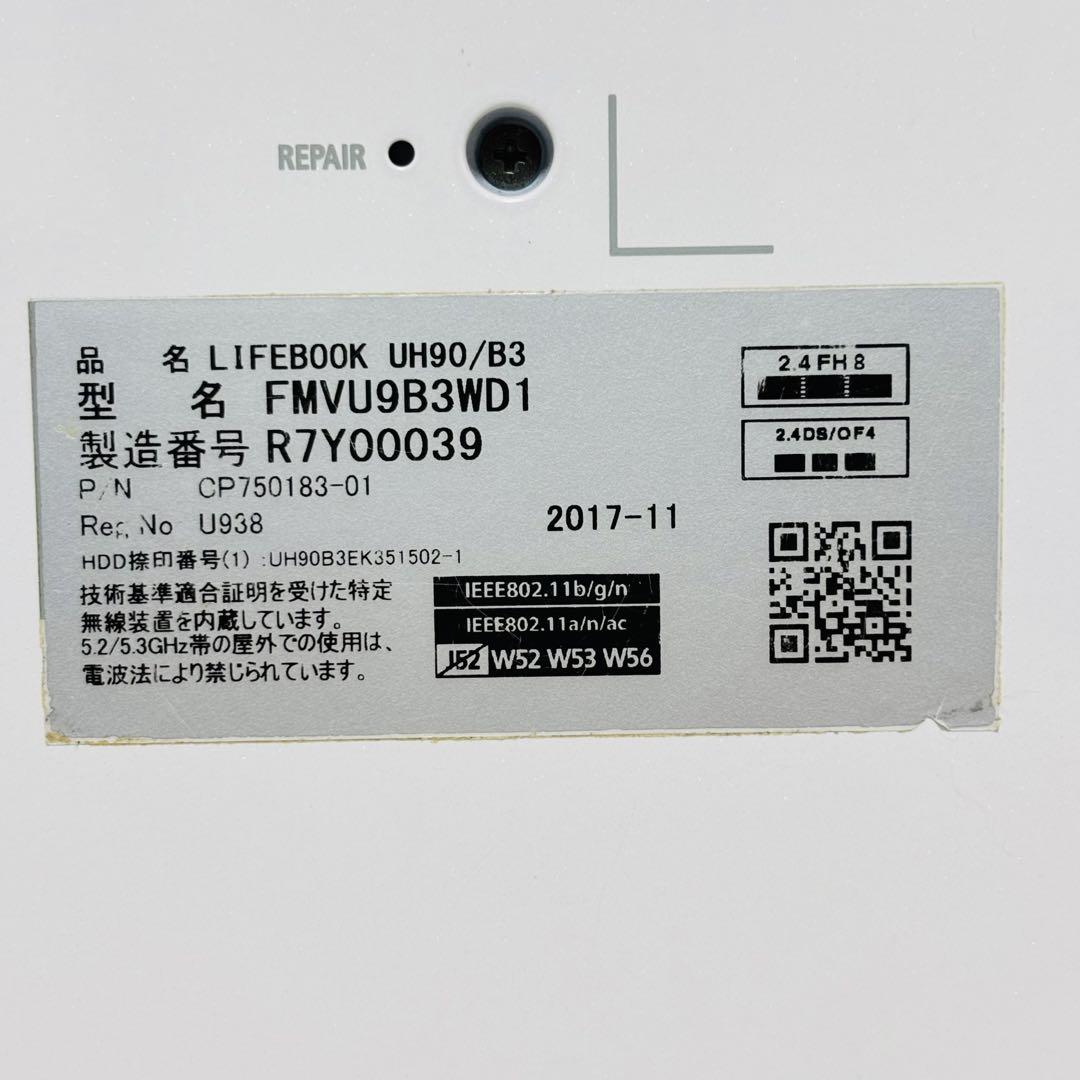 REPAIR
品 名 LIFEBOOK UH90/B3
型 名 FMVU9B3WD1
製造番号 R7Y00039
P/N CP750183-01
Reg,No U938
2017-11
HDD捺印番号(1) :UH90B3EK351502-1
技術基準適合証明を受けた特定
無線装置を内蔵しています。
5.2/5.3GHz帯の屋外での使用は、
電波法により禁じられています。
IEEE802.11b/g/n
IEEE802.11a/n/ac
J52 W52 W53 W56
2.4FH8
2.4DS/OF4